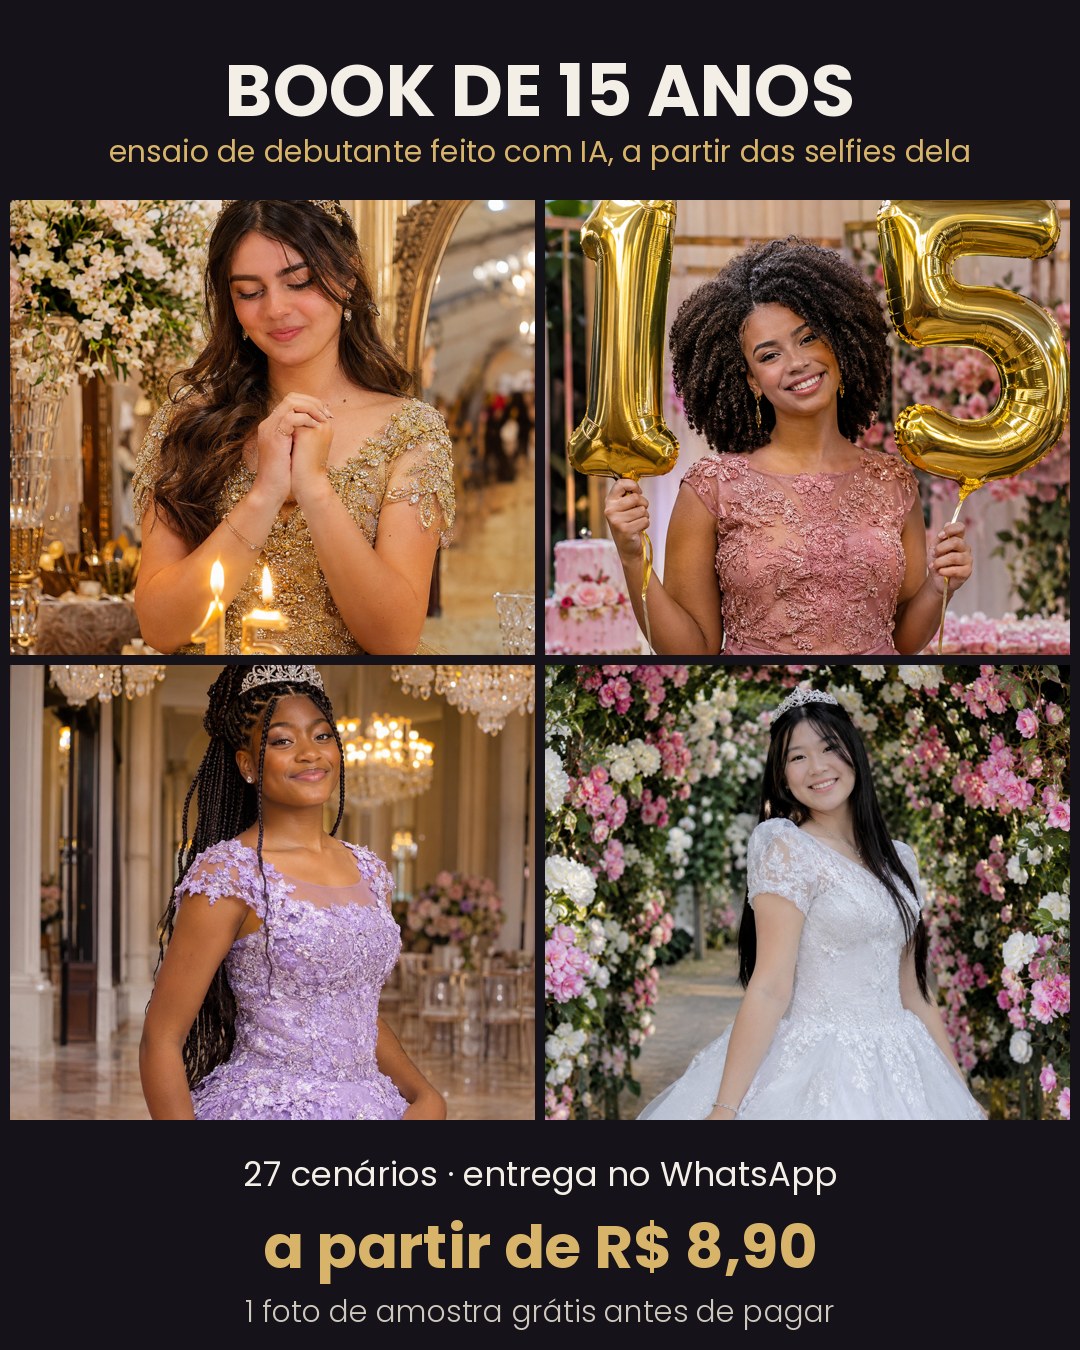 BOOK DE 15 ANOS
ensaio de debutante feito com IA, a partir das selfies dela
15
27 cenários · entrega no WhatsApp
a partir de R$ 8,90
1 foto de amostra grátis antes de pagar